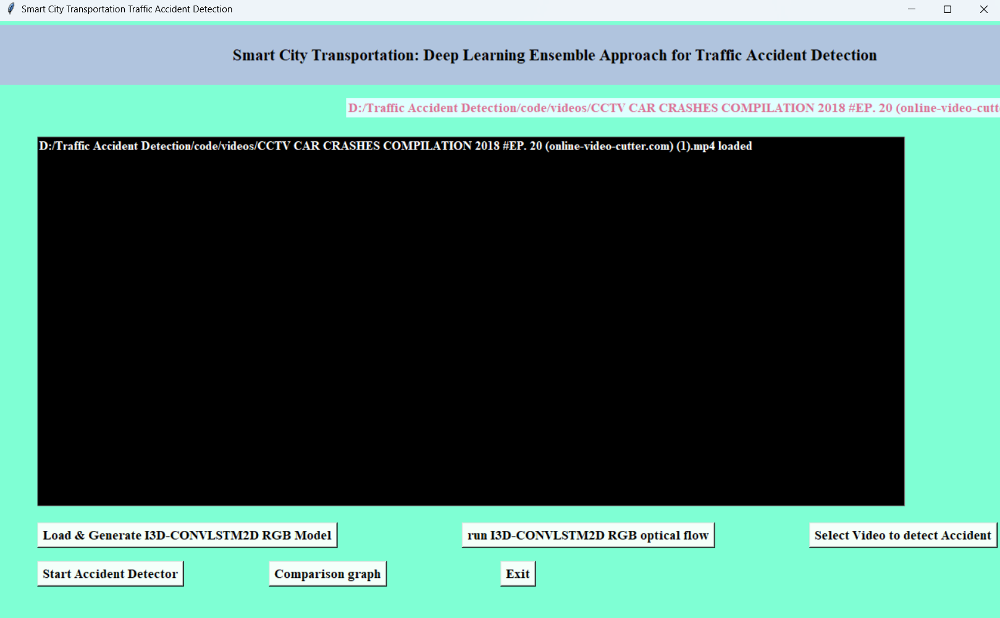 Smart City Transportation Traffic Accident Detection
Smart City Transportation: Deep Learning Ensemble Approach for Traffic Accident Detection
D:/Traffic Accident Detection/code/videos/CCTV CAR CRASHES COMPILATION 2018 #EP. 20 (online-video-cutt
D:/Traffic Accident Detection/code/videos/CCTV CAR CRASHES COMPILATION 2018 #EP. 20 (online-video-cutter.com) (1).mp4 loaded
Load & Generate I3D-CONVLSTM2D RGB Model
run I3D-CONVLSTM2D RGB optical flow
Select Video to detect Accident
Start Accident Detector
Comparison graph
Exit